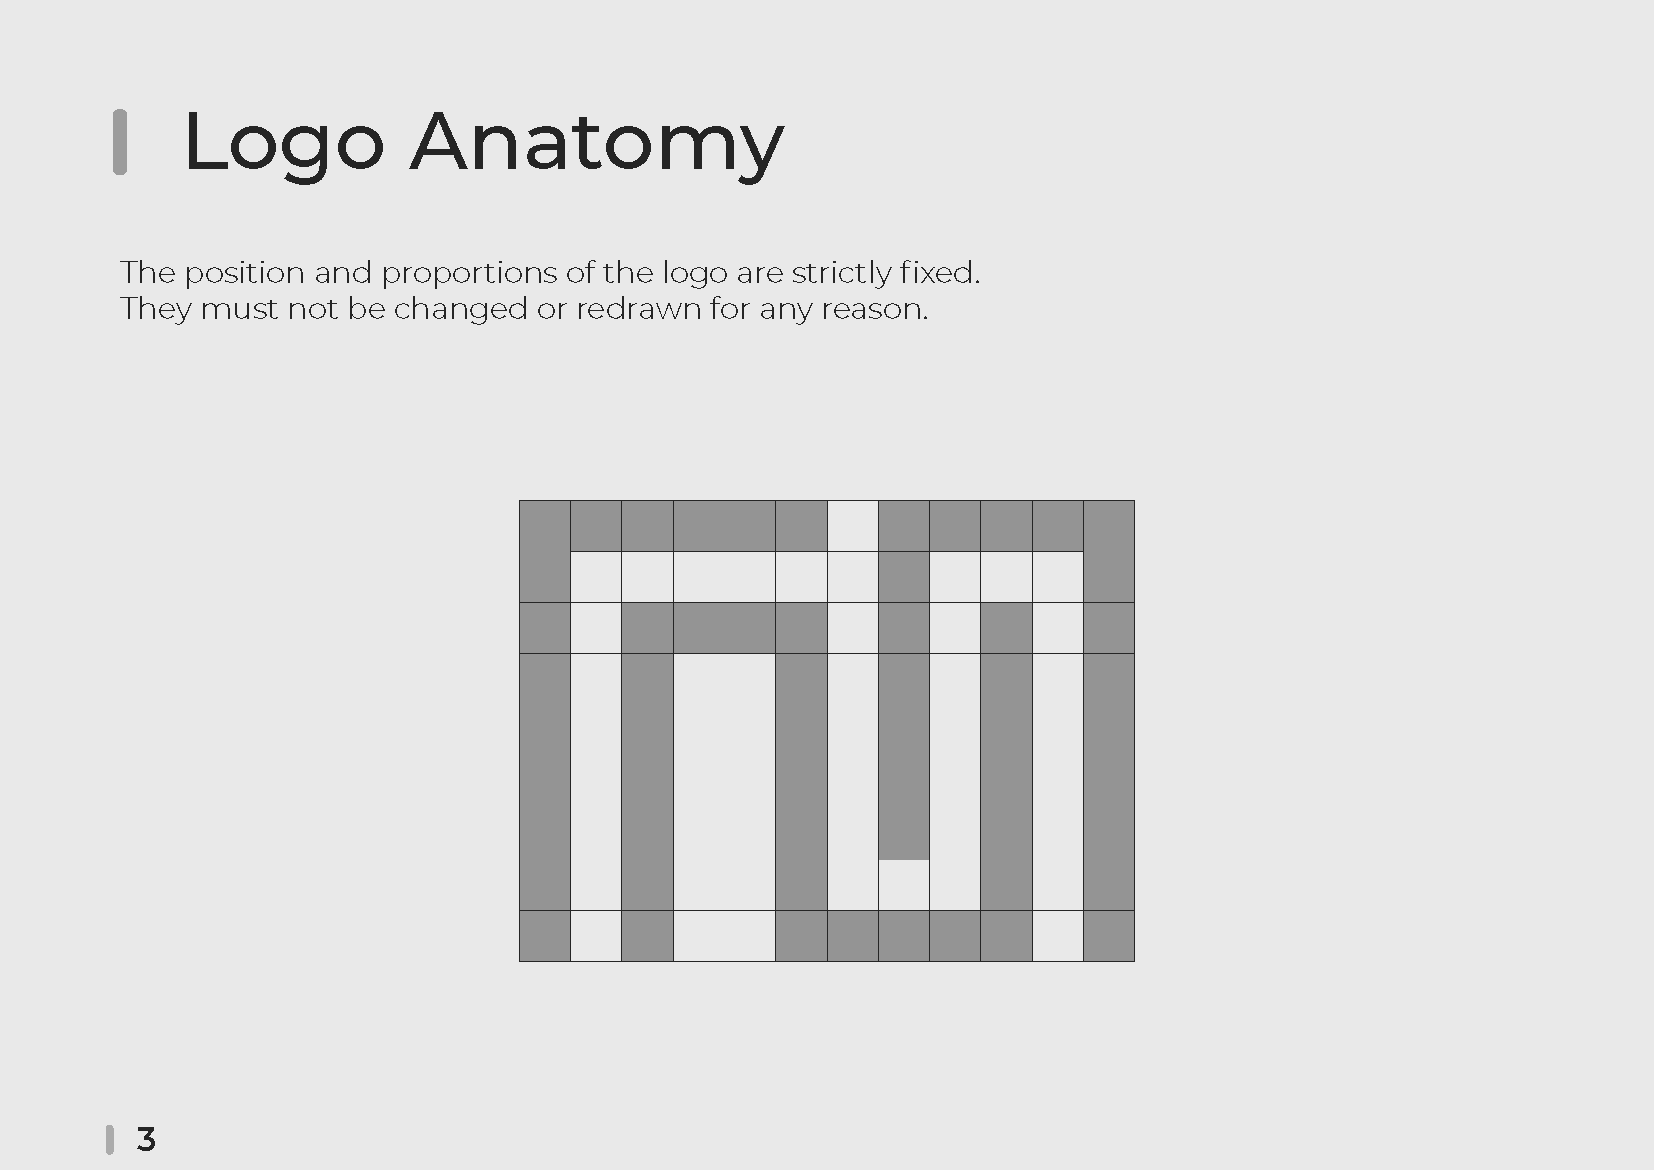 Logo Anatomy
The position and proportions of the logo are strictly fixed.
They must not be changed or redrawn for any reason.
3